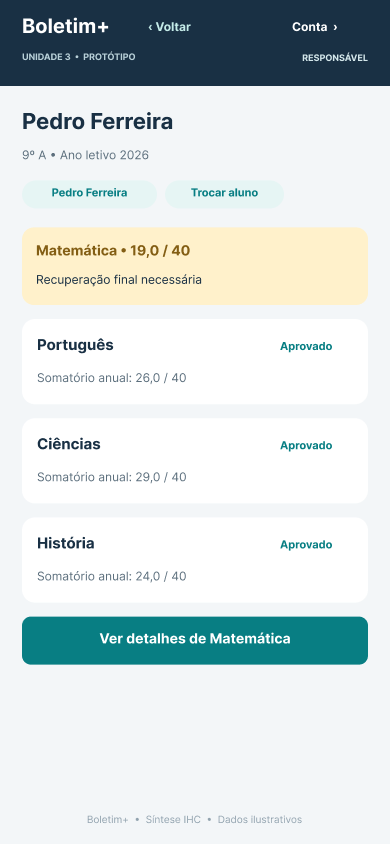 Boletim+ ‹ Voltar Conta ›
UNIDADE 3 • PROTÓTIPO RESPONSÁVEL
Pedro Ferreira
9º A • Ano letivo 2026
Pedro Ferreira Trocar aluno
Matemática • 19,0 / 40
Recuperação final necessária
Português Aprovado
Somatório anual: 26,0 / 40
Ciências Aprovado
Somatório anual: 29,0 / 40
História Aprovado
Somatório anual: 24,0 / 40
Ver detalhes de Matemática
Boletim+ • Síntese IHC • Dados ilustrativos